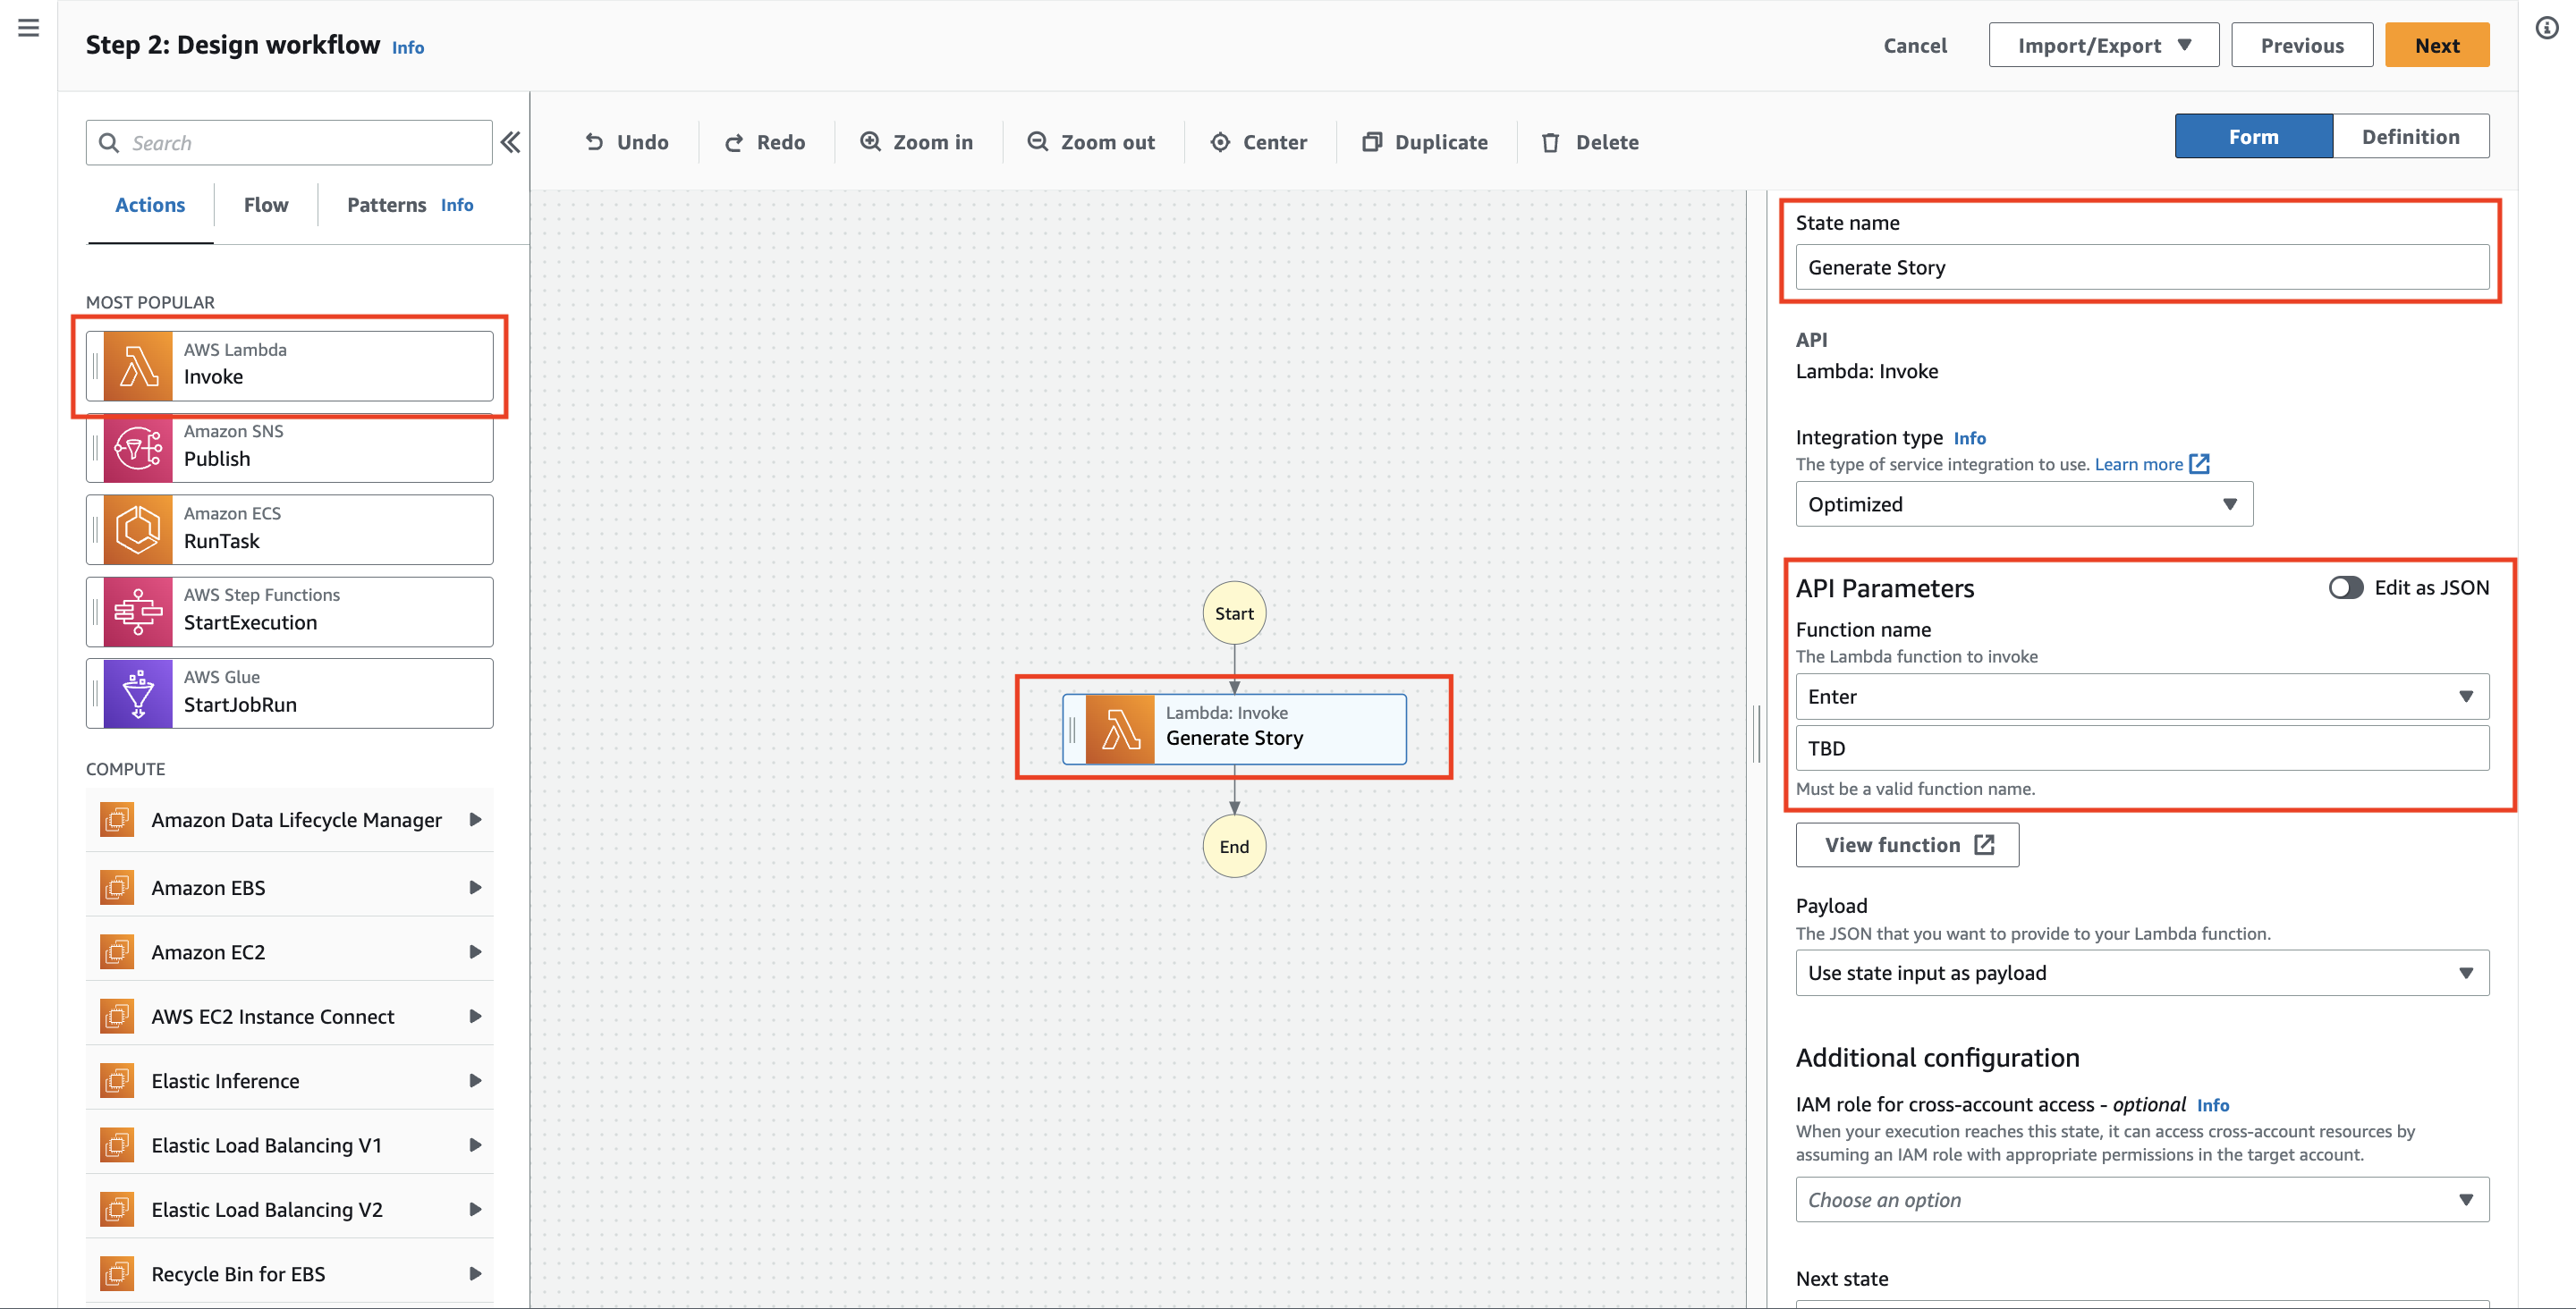 Step 2: Design workflow Info
Cancel
Import/Export
Previous
Next
Search
Undo
Redo
Zoom in
Zoom out
Center
Duplicate
Delete
Form
Definition
Actions
Flow
Patterns Info
MOST POPULAR
AWS Lambda
Invoke
Amazon SNS
Publish
Amazon ECS
RunTask
AWS Step Functions
StartExecution
AWS Glue
StartJobRun
COMPUTE
Amazon Data Lifecycle Manager
Amazon EBS
Amazon EC2
AWS EC2 Instance Connect
Elastic Inference
Elastic Load Balancing V1
Elastic Load Balancing V2
Recycle Bin for EBS
Start
Lambda: Invoke
Generate Story
End
State name
Generate Story
API
Lambda: Invoke
Integration type Info
The type of service integration to use. Learn more
Optimized
API Parameters
Edit as JSON
Function name
The Lambda function to invoke
Enter
TBD
Must be a valid function name.
View function
Payload
The JSON that you want to provide to your Lambda function.
Use state input as payload
Additional configuration
IAM role for cross-account access - optional Info
When your execution reaches this state, it can access cross-account resources by
assuming an IAM role with appropriate permissions in the target account.
Choose an option
Next state